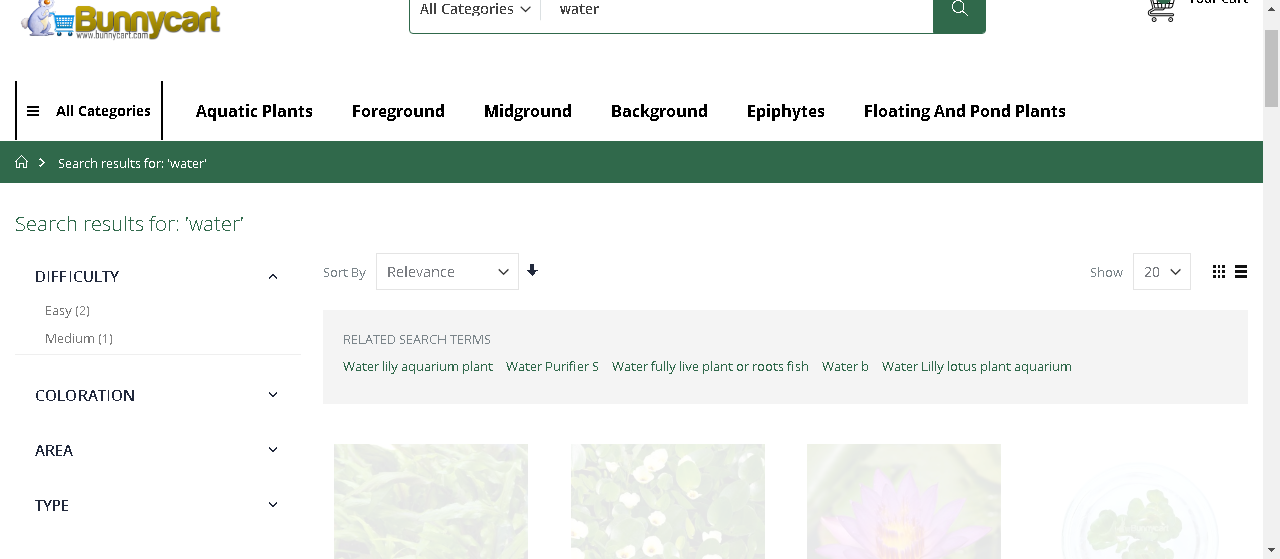 Bunnycart
www.bunnycart.com
All Categories
water
All Categories
Aquatic Plants
Foreground
Midground
Background
Epiphytes
Floating And Pond Plants
Search results for: 'water'
Search results for: 'water'
DIFFICULTY
Easy (2)
Medium (1)
COLORATION
AREA
TYPE
Sort By
Relevance
Show
20
RELATED SEARCH TERMS
Water lily aquarium plant
Water Purifier S
Water fully live plant or roots fish
Water b
Water Lilly lotus plant aquarium